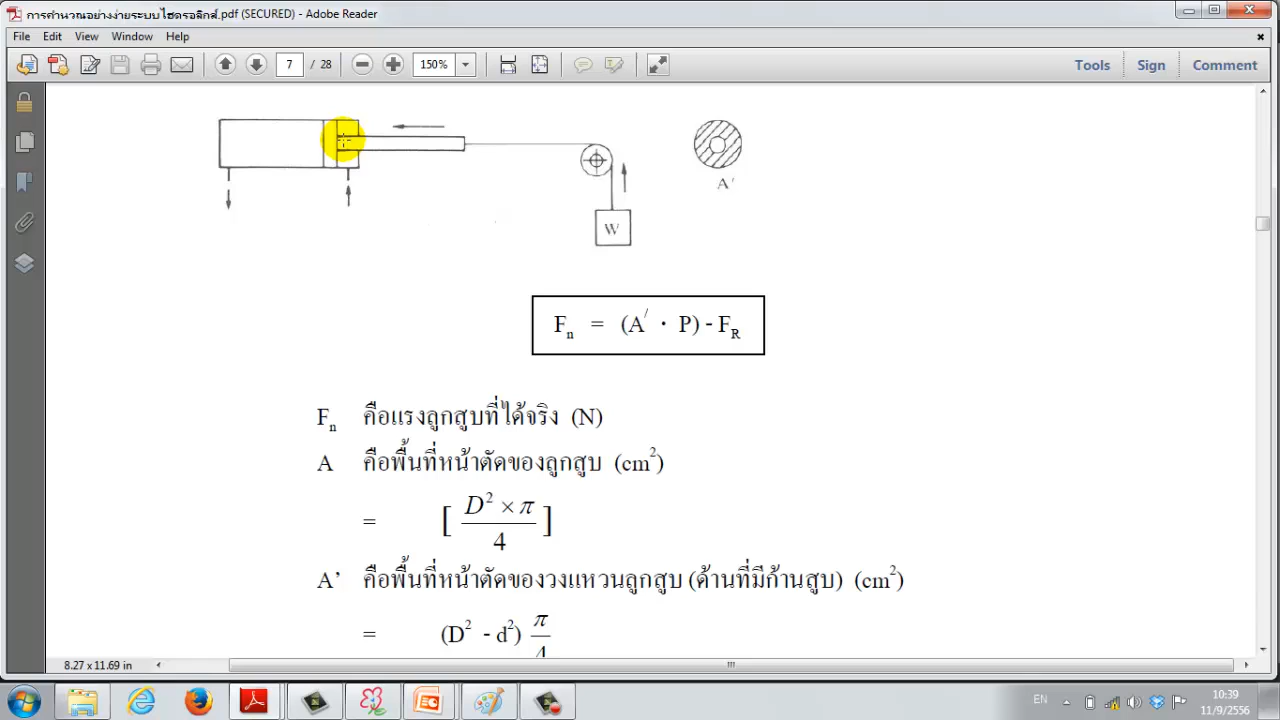 การคำนวณอย่างง่ายระบบไฮดรอลิกส์.pdf (SECURED) - Adobe Reader
File Edit View Window Help
7 / 28 150% Tools Sign Comment
A′
W
Fn = (A′ · P) - FR
Fn คือแรงลูกสูบที่ได้จริง (N)
A คือพื้นที่หน้าตัดของลูกสูบ (cm²)
= [ D² × π / 4 ]
A’ คือพื้นที่หน้าตัดของวงแหวนลูกสูบ (ด้านที่มีก้านสูบ) (cm²)
= (D² - d²) π / 4
8.27 x 11.69 in
EN 10:39
11/9/2556